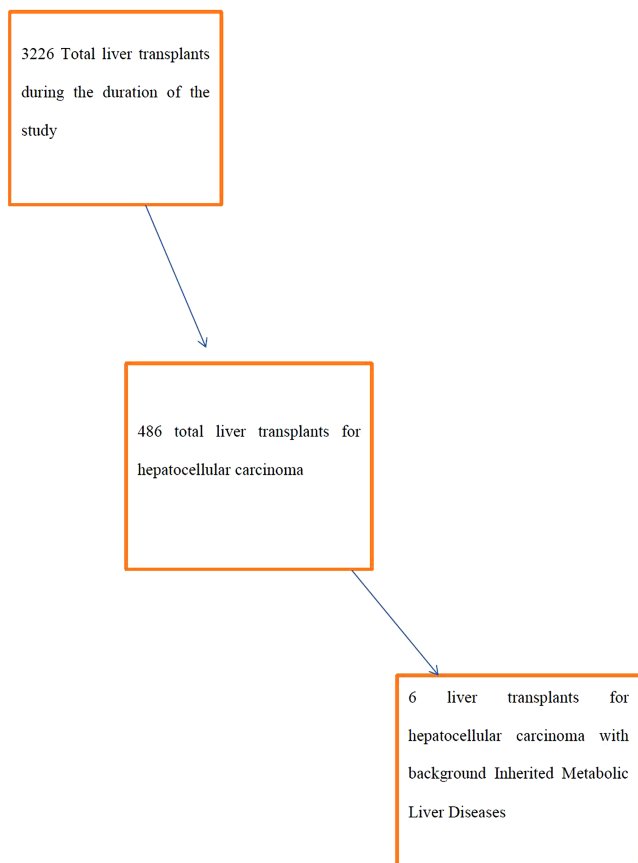 3226 Total liver transplants
during the duration of the
study
486 total liver transplants for
hepatocellular carcinoma
6 liver transplants for
hepatocellular carcinoma with
background Inherited Metabolic
Liver Diseases